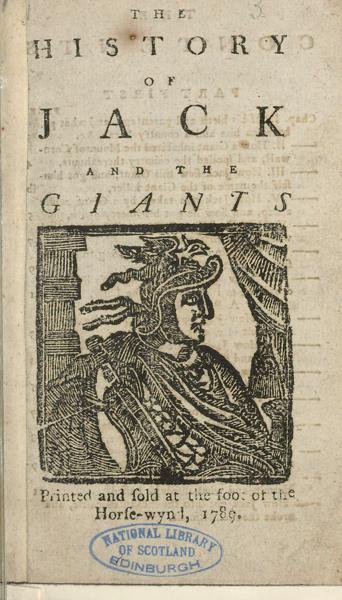 THE
HISTORY
OF
JACK
AND THE
GIANTS
Printed and ſold at the foot of the
Horſe-wynd, 1789.
NATIONAL LIBRARY
OF SCOTLAND
EDINBURGH